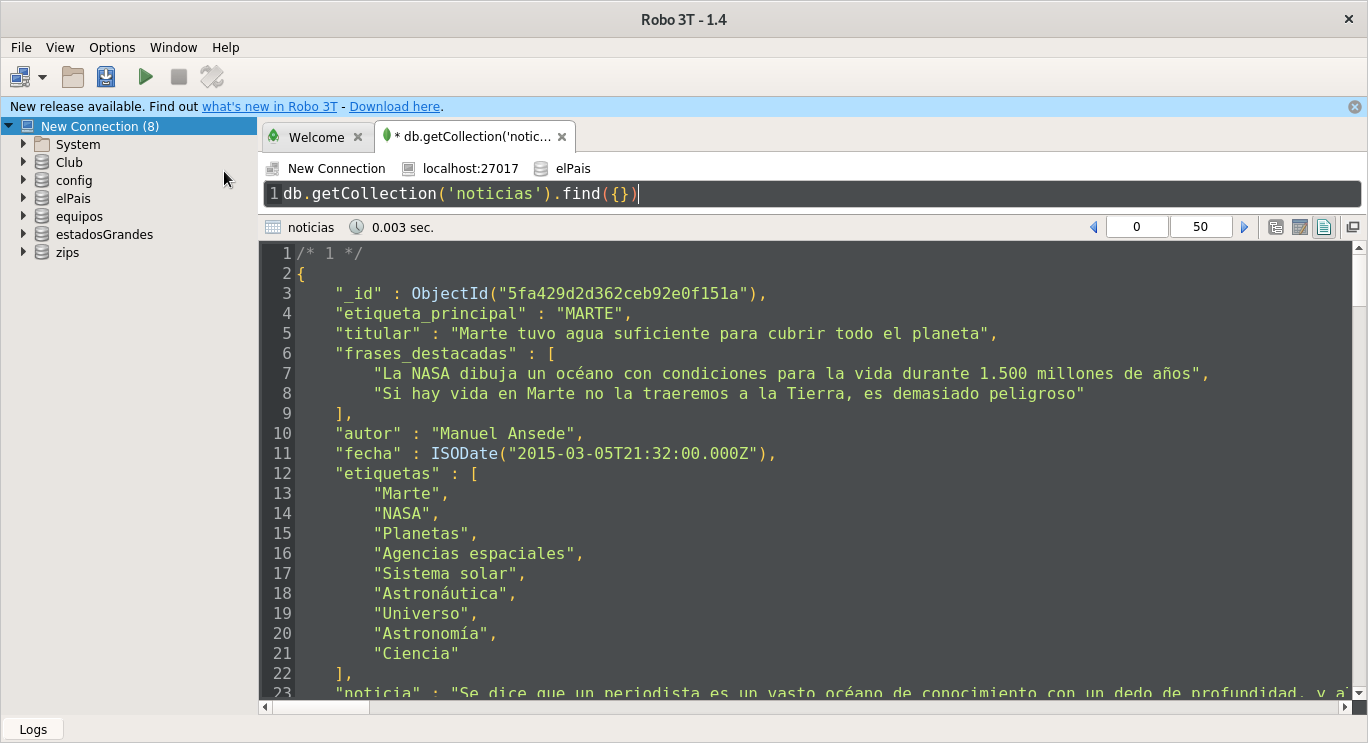 Robo 3T - 1.4
File View Options Window Help
New release available. Find out what's new in Robo 3T - Download here.
New Connection (8)
System
Club
config
elPais
equipos
estadosGrandes
zips
Welcome * db.getCollection('notic...
New Connection localhost:27017 elPais
1 db.getCollection('noticias').find({})
noticias 0.003 sec. 0 50
1 /* 1 */
2 {
3 "_id" : ObjectId("5fa429d2d362ceb92e0f151a"),
4 "etiqueta_principal" : "MARTE",
5 "titular" : "Marte tuvo agua suficiente para cubrir todo el planeta",
6 "frases_destacadas" : [
7 "La NASA dibuja un océano con condiciones para la vida durante 1.500 millones de años",
8 "Si hay vida en Marte no la traeremos a la Tierra, es demasiado peligroso"
9 ],
10 "autor" : "Manuel Ansede",
11 "fecha" : ISODate("2015-03-05T21:32:00.000Z"),
12 "etiquetas" : [
13 "Marte",
14 "NASA",
15 "Planetas",
16 "Agencias espaciales",
17 "Sistema solar",
18 "Astronáutica",
19 "Universo",
20 "Astronomía",
21 "Ciencia"
22 ],
23 "noticia" : "Se dice que un periodista es un vasto océano de conocimiento con un dedo de profundidad, y
Logs